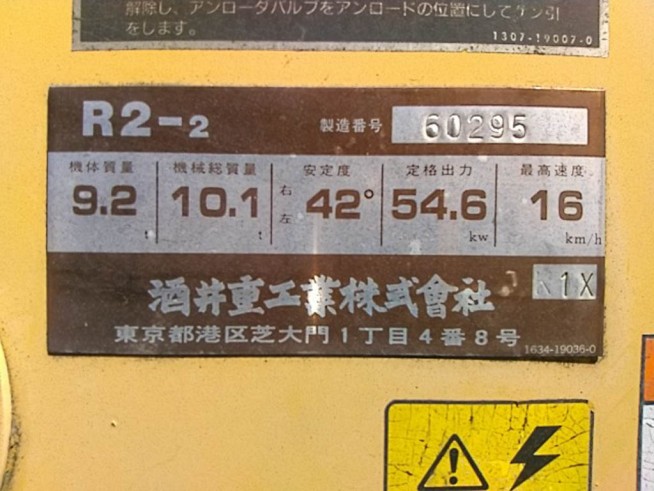 解除し、アンローダバルブをアンロードの位置にしてケン引
をします。
1307-19007-0
R2-2 製造番号 60295
機体質量 機械総質量 安定度 定格出力 最高速度
9.2 t 10.1 t 右 左 42° 54.6 kw 16 km/h
N1X
酒井重工業株式會社
東京都港区芝大門1丁目4番8号
1634-19036-0